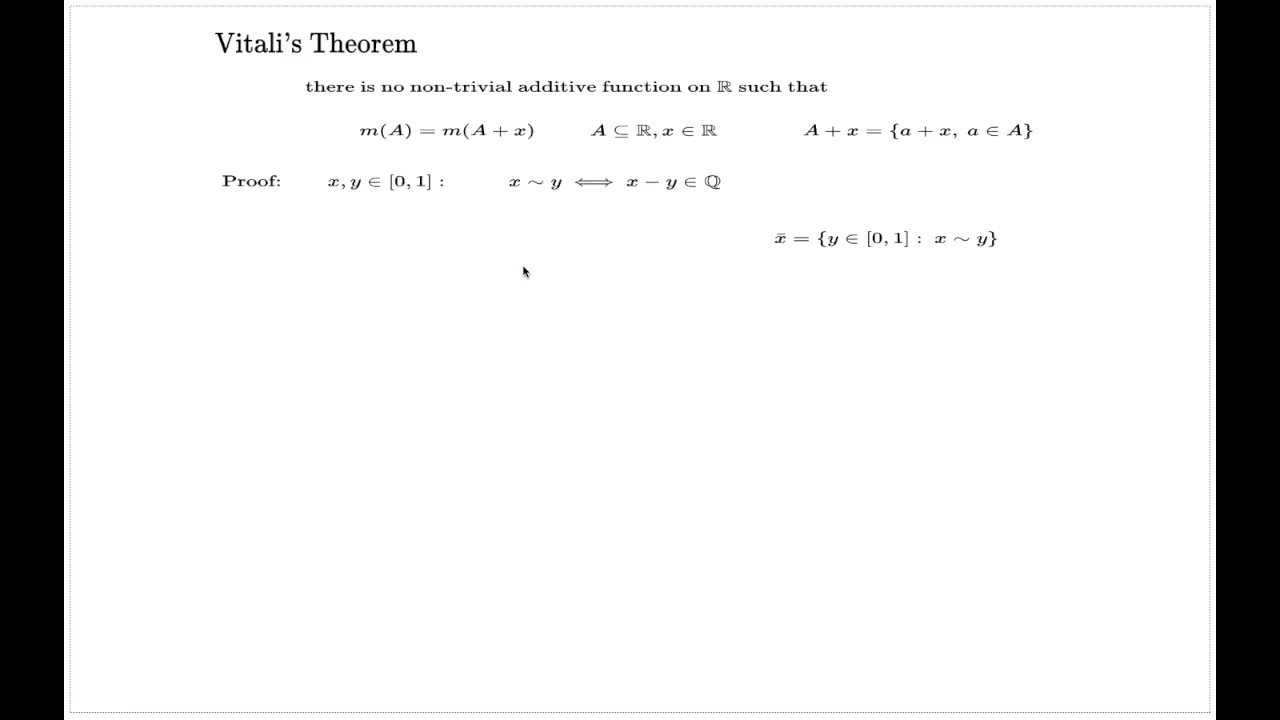 Vitali's Theorem
there is no non-trivial additive function on ℝ such that
m(A) = m(A + x) A ⊆ ℝ, x ∈ ℝ A + x = {a + x, a ∈ A}
Proof: x, y ∈ [0, 1] : x ∼ y ⟺ x − y ∈ ℚ
x̄ = {y ∈ [0, 1] : x ∼ y}